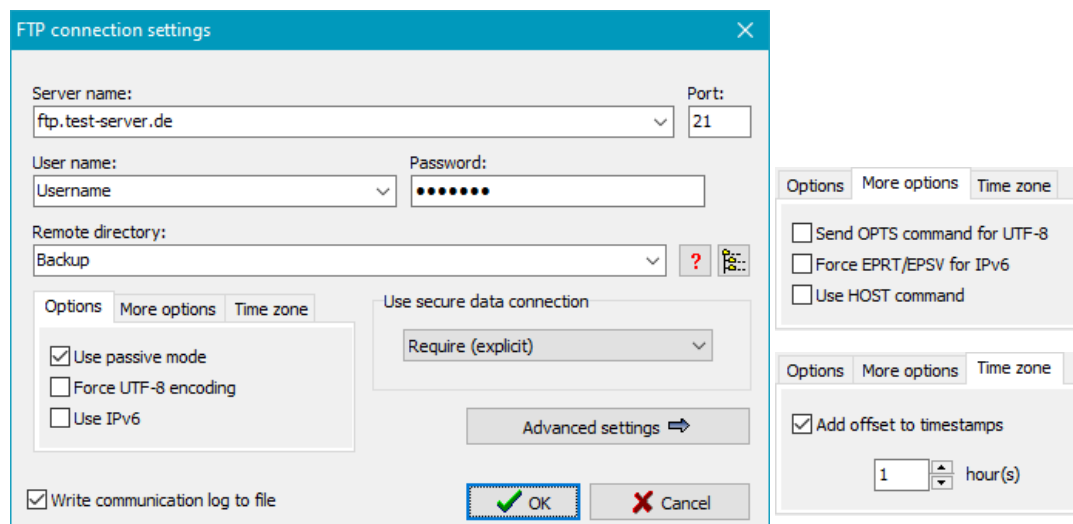 FTP connection settings
Server name:
Port:
ftp.test-server.de
21
User name:
Password:
Username
•••••••
Remote directory:
Backup
?
Options More options Time zone
Use passive mode
Force UTF-8 encoding
Use IPv6
Use secure data connection
Require (explicit)
Advanced settings
Write communication log to file
OK
Cancel
Options More options Time zone
Send OPTS command for UTF-8
Force EPRT/EPSV for IPv6
Use HOST command
Options More options Time zone
Add offset to timestamps
1 hour(s)